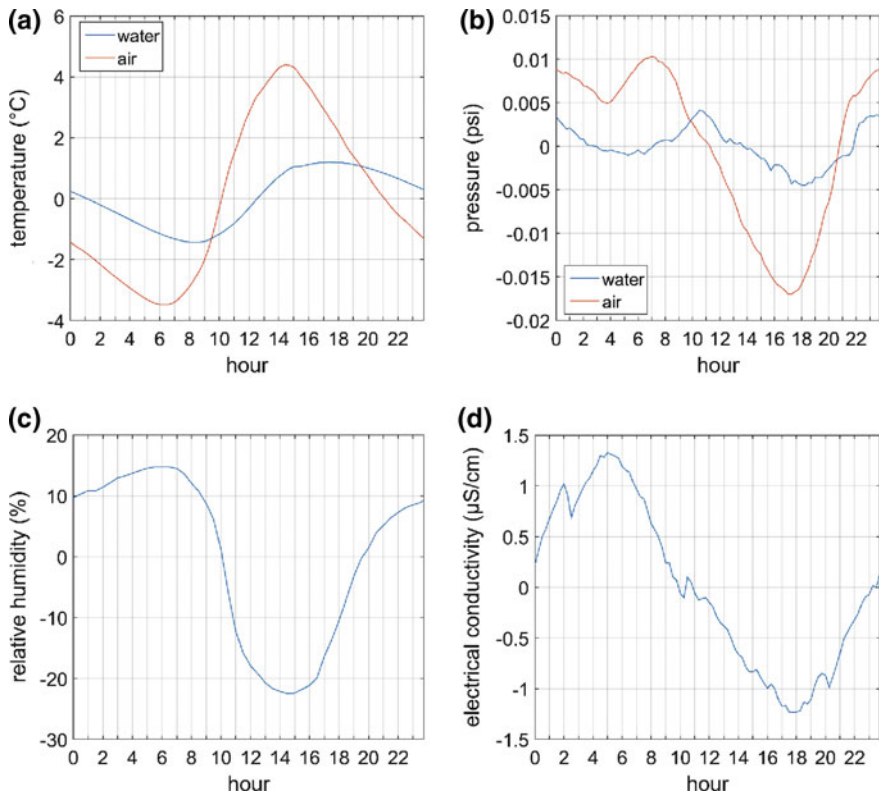 (a)
6
4
2
0
-2
-4
temperature (°C)
water
air
0 2 4 6 8 10 12 14 16 18 20 22
hour
(b)
0.015
0.01
0.005
0
-0.005
-0.01
-0.015
-0.02
pressure (psi)
water
air
0 2 4 6 8 10 12 14 16 18 20 22
hour
(c)
20
10
0
-10
-20
-30
relative humidity (%)
0 2 4 6 8 10 12 14 16 18 20 22
hour
(d)
1.5
1
0.5
0
-0.5
-1
-1.5
electrical conductivity (μS/cm)
0 2 4 6 8 10 12 14 16 18 20 22
hour